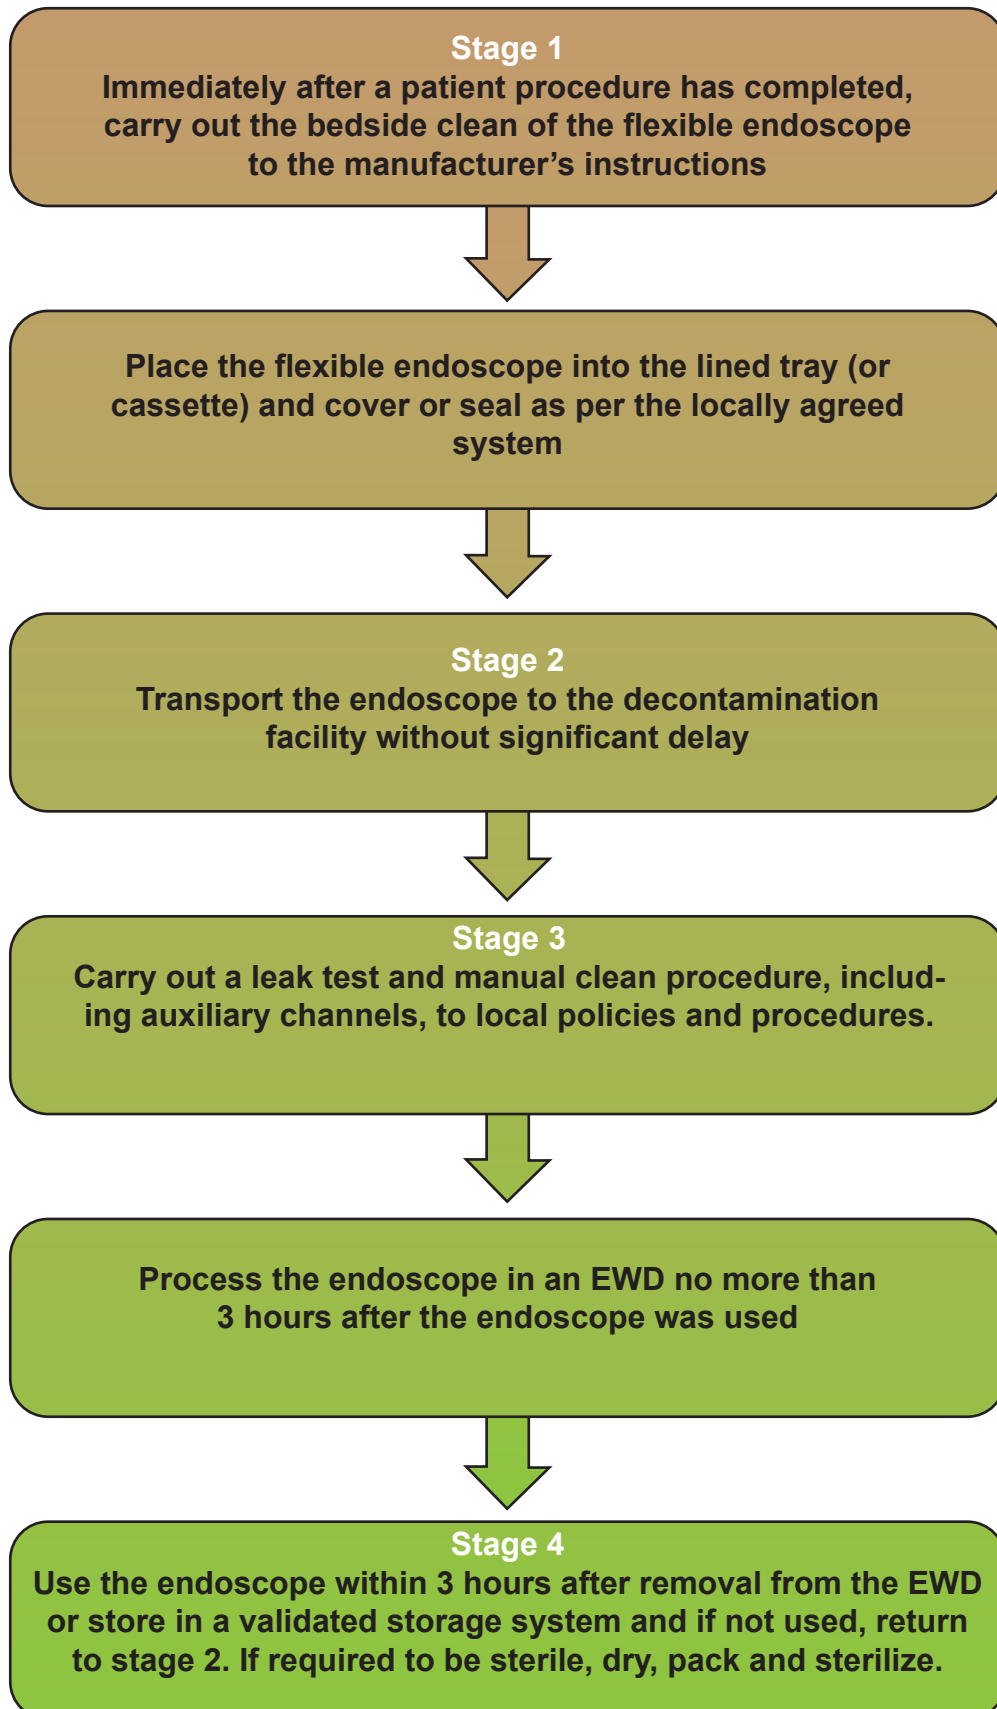 Stage 1
Immediately after a patient procedure has completed,
carry out the bedside clean of the flexible endoscope
to the manufacturer’s instructions
Place the flexible endoscope into the lined tray (or
cassette) and cover or seal as per the locally agreed
system
Stage 2
Transport the endoscope to the decontamination
facility without significant delay
Stage 3
Carry out a leak test and manual clean procedure, includ-
ing auxiliary channels, to local policies and procedures.
Process the endoscope in an EWD no more than
3 hours after the endoscope was used
Stage 4
Use the endoscope within 3 hours after removal from the EWD
or store in a validated storage system and if not used, return
to stage 2. If required to be sterile, dry, pack and sterilize.